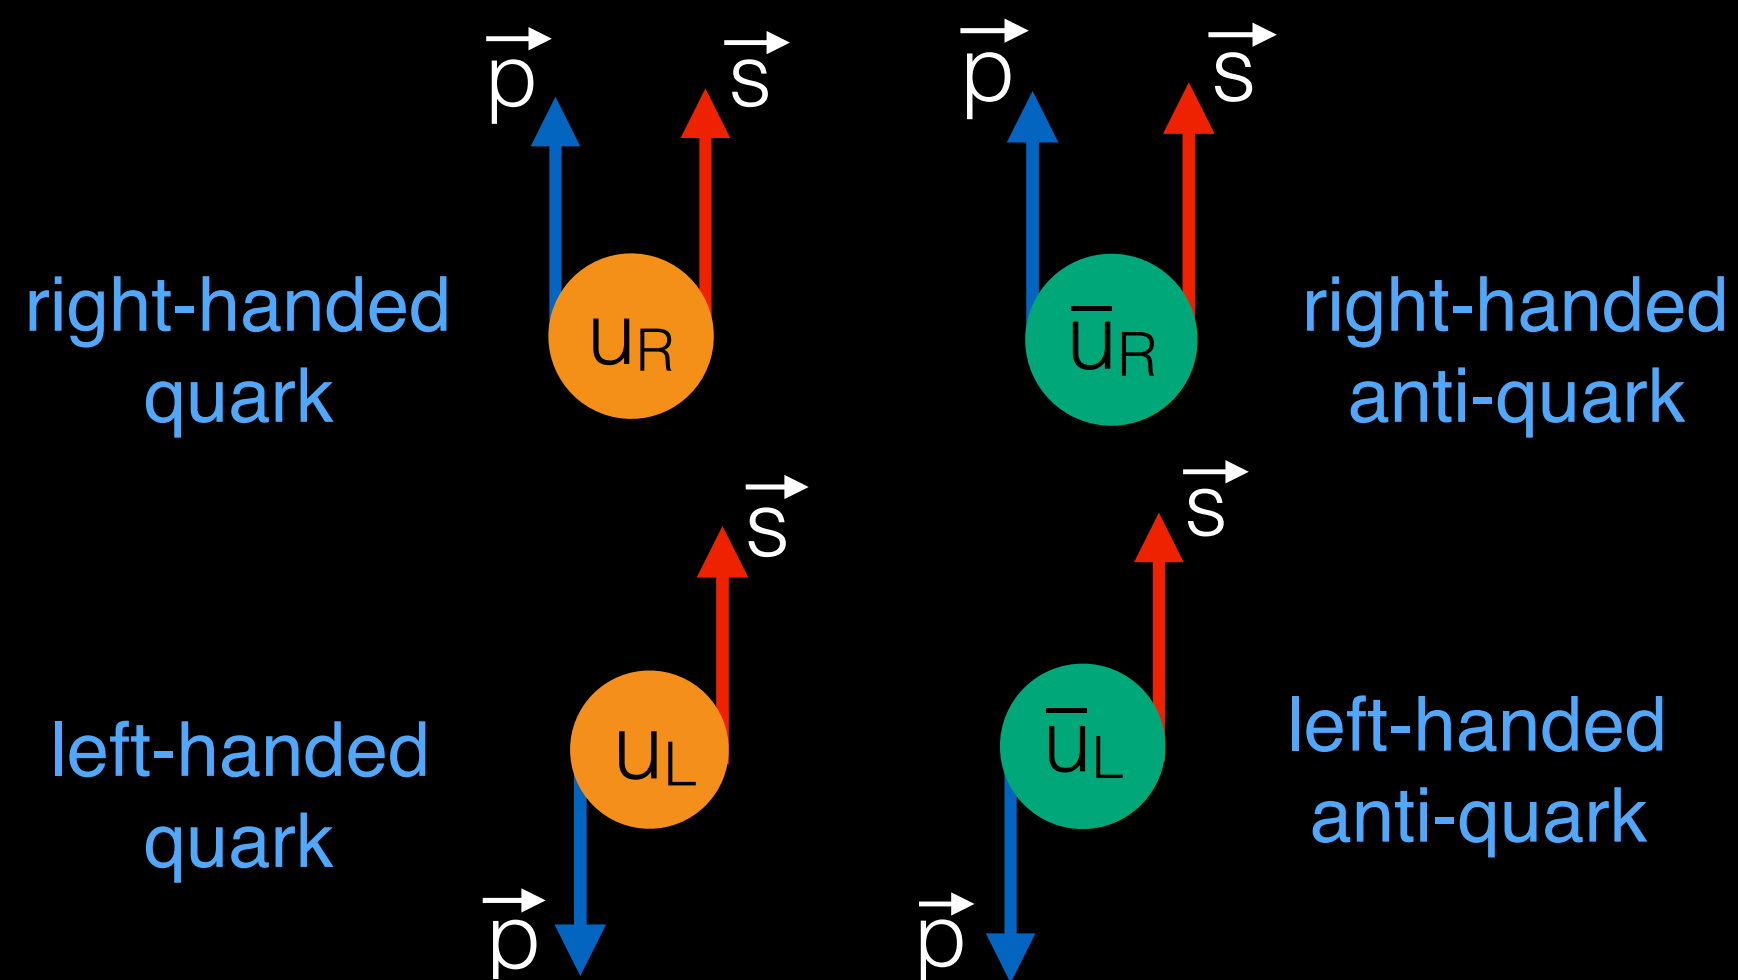 p⃗ s⃗ p⃗ s⃗
right-handed
quark
uR
ūR
right-handed
anti-quark
s⃗ s⃗
left-handed
quark
uL
ūL
left-handed
anti-quark
p⃗ p⃗